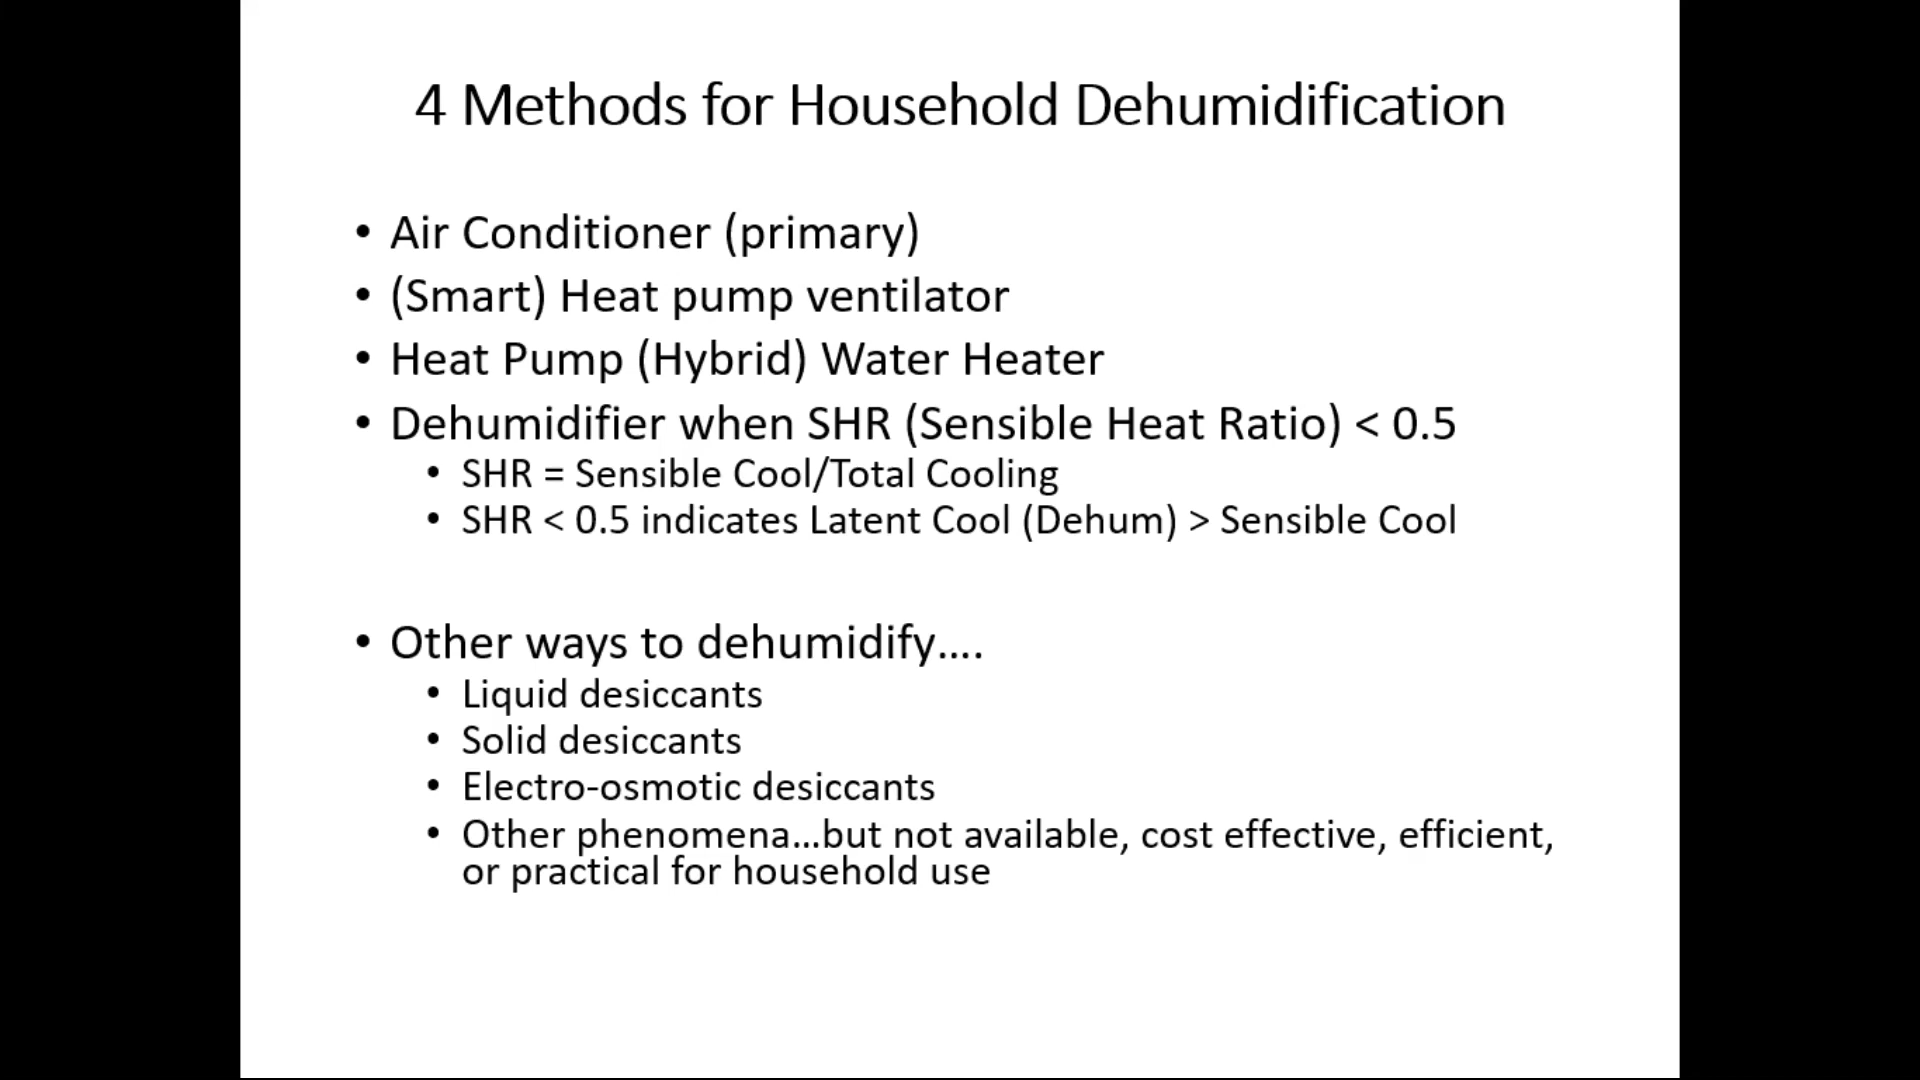 4 Methods for Household Dehumidification
• Air Conditioner (primary)
• (Smart) Heat pump ventilator
• Heat Pump (Hybrid) Water Heater
• Dehumidifier when SHR (Sensible Heat Ratio) < 0.5
• SHR = Sensible Cool/Total Cooling
• SHR < 0.5 indicates Latent Cool (Dehum) > Sensible Cool
• Other ways to dehumidify....
• Liquid desiccants
• Solid desiccants
• Electro-osmotic desiccants
• Other phenomena...but not available, cost effective, efficient,
or practical for household use